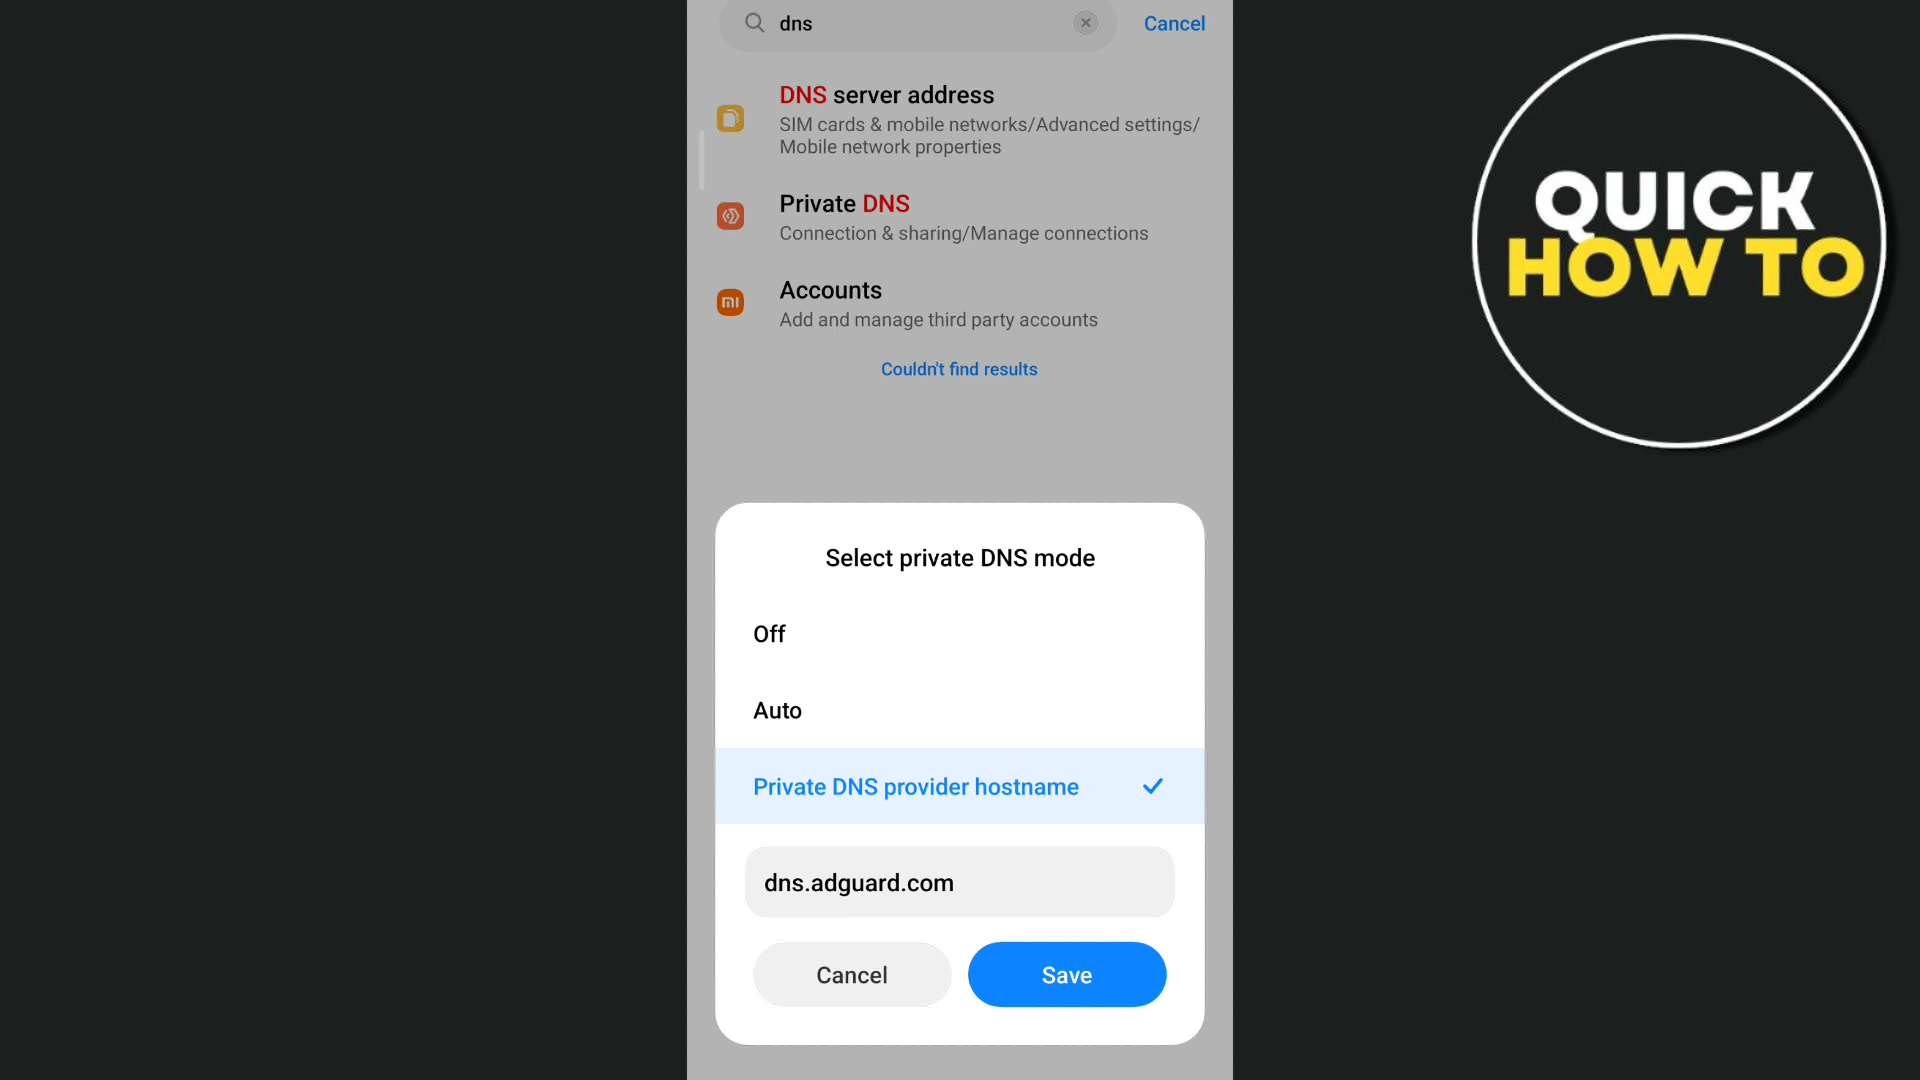 dns
Cancel
DNS server address
SIM cards & mobile networks/Advanced settings/
Mobile network properties
Private DNS
Connection & sharing/Manage connections
Accounts
Add and manage third party accounts
Couldn't find results
Select private DNS mode
Off
Auto
Private DNS provider hostname
dns.adguard.com
Cancel
Save
QUICK
HOW TO